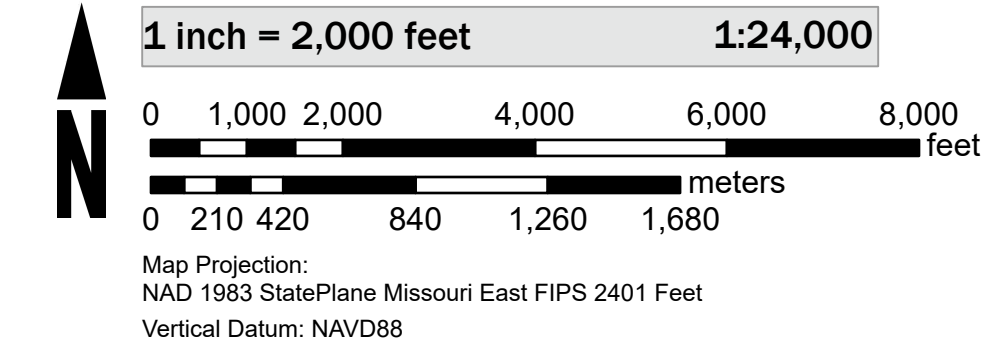 1 inch = 2,000 feet 1:24,000
0 1,000 2,000 4,000 6,000 8,000
feet
N
meters
0 210 420 840 1,260 1,680
Map Projection:
NAD 1983 StatePlane Missouri East FIPS 2401 Feet
Vertical Datum: NAVD88